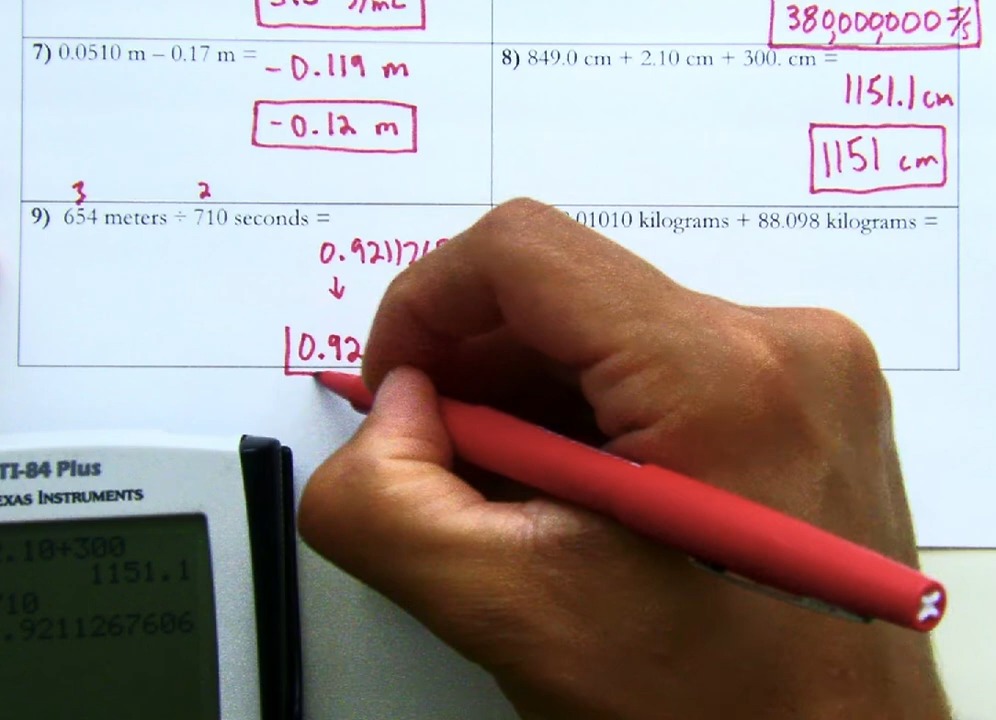 380,000,000 J/s
7) 0.0510 m – 0.17 m =
- 0.119 m
-0.12 m
8) 849.0 cm + 2.10 cm + 300. cm =
1151.1 cm
1151 cm
3 2
9) 654 meters ÷ 710 seconds =
0.92112
↓
0.92
.01010 kilograms + 88.098 kilograms =
TI-84 Plus
TEXAS INSTRUMENTS
2.10+300
1151.1
710
.9211267606